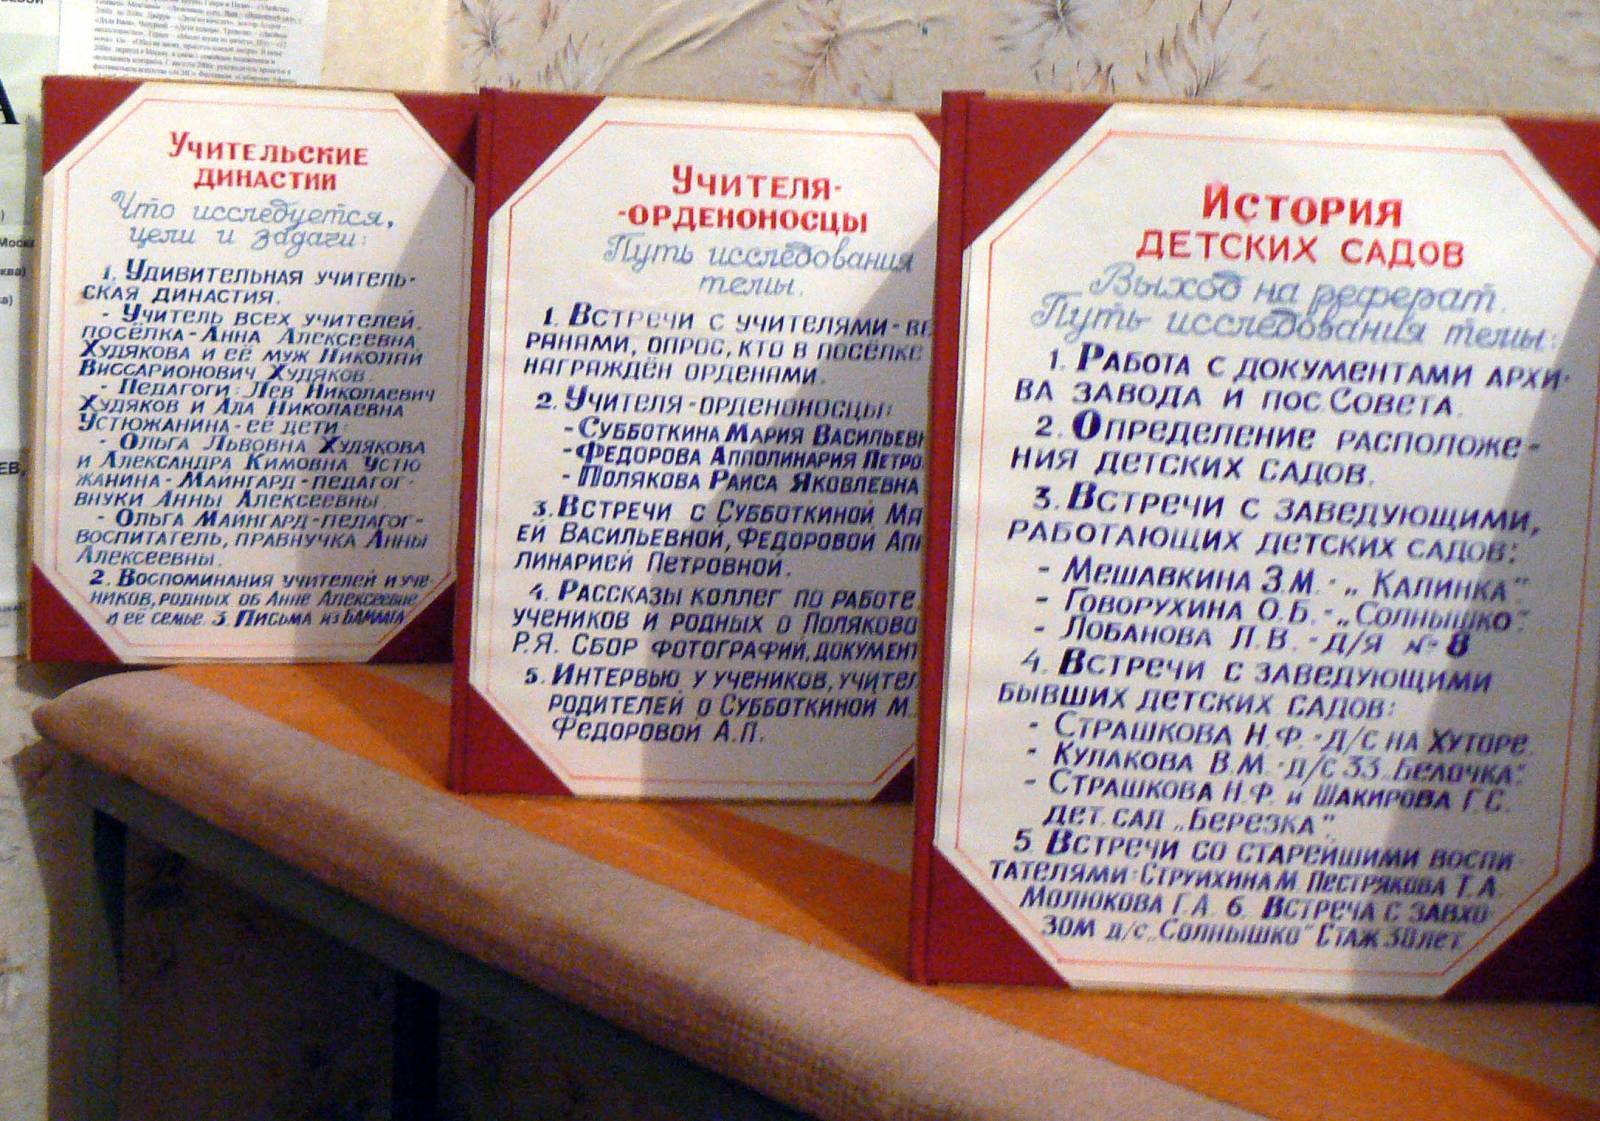 Учительские
династии
Что исследуется,
цели и задачи:
1. Удивительная учитель-
ская династия.
- Учитель всех учителей
посёлка - Анна Алексеевна
Худякова и её муж Николай
Виссарионович Худяков.
- Педагоги: Лев Николаевич
Худяков и Ала Николаевна
Устюжанина - ее дети.
- Ольга Львовна Худякова
и Александра Кимовна Устю
жанина - Майнгард - педагог-
внуки Анны Алексеевны.
- Ольга Майнгард - педагог-
воспитатель, правнучка Анны
Алексеевны.
2. Воспоминания учителей и уче-
ников, родных об Анне Алексеевне
и её семье. 3. Письма из
Учителя-
-орденоносцы
Путь исследования
темы.
1. Встречи с учителями - ве
ранами, опрос, кто в посёлке
награждён орденами.
2. Учителя - орденоносцы:
- Субботкина Мария Васильевн
- Федорова Апполинария Петро
- Полякова Раиса Яковлевна
3. Встречи с Субботкиной Ма
ей Васильевной, Федоровой Апп
линарией Петровной.
4. Рассказы коллег по работе
учеников и родных о Поляково
Р.Я. Сбор фотографий, документ
5. Интервью у учеников, учител
родителей о Субботкиной М.
Федоровой А.П.
История
детских садов
Выход на реферат.
Путь исследования темы:
1. Работа с документами архи-
ва завода и пос. Совета.
2. Определение расположе-
ния детских садов.
3. Встречи с заведующими,
работающих детских садов:
- Мешавкина З.М. - „Калинка".
- Говорухина О.Б. - „Солнышко".
- Лобанова Л.В. - д/я № 8
4. Встречи с заведующими
бывших детских садов:
- Страшкова Н.Ф. - д/с на Хуторе.
- Кулакова В.М. - д/с 33 „Белочка".
- Страшкова Н.Ф. и Шакирова Г.С.
дет. сад „Березка".
5. Встречи со старейшими воспи-
тателями: Струихина М. Пестрякова Т.А.
Малюкова Г.А. 6. Встреча с завхо-
зом д/с „Солнышко" Стаж 38 лет